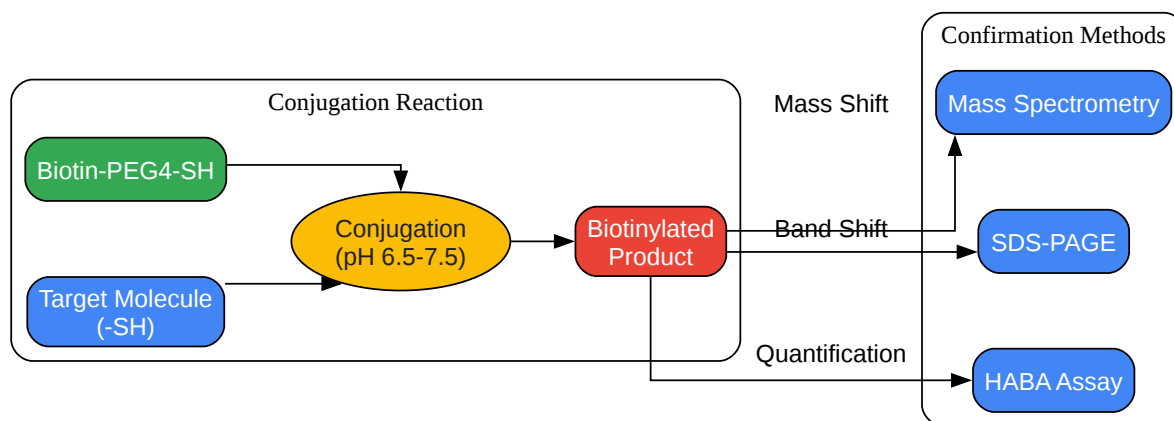 Confirmation Methods
Conjugation Reaction
Mass Shift
Mass Spectrometry
Biotin-PEG4-SH
Conjugation
(pH 6.5-7.5)
Biotinylated
Product
Band Shift
SDS-PAGE
Target Molecule
(-SH)
Quantification
HABA Assay